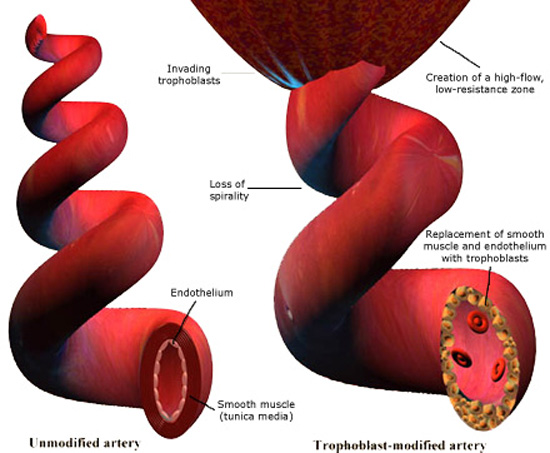 Invading
trophoblasts
Creation of a high-flow,
low-resistance zone
Loss of
spirality
Replacement of smooth
muscle and endothelium
with trophoblasts
Endothelium
Smooth muscle
(tunica media)
Unmodified artery
Trophoblast-modified artery